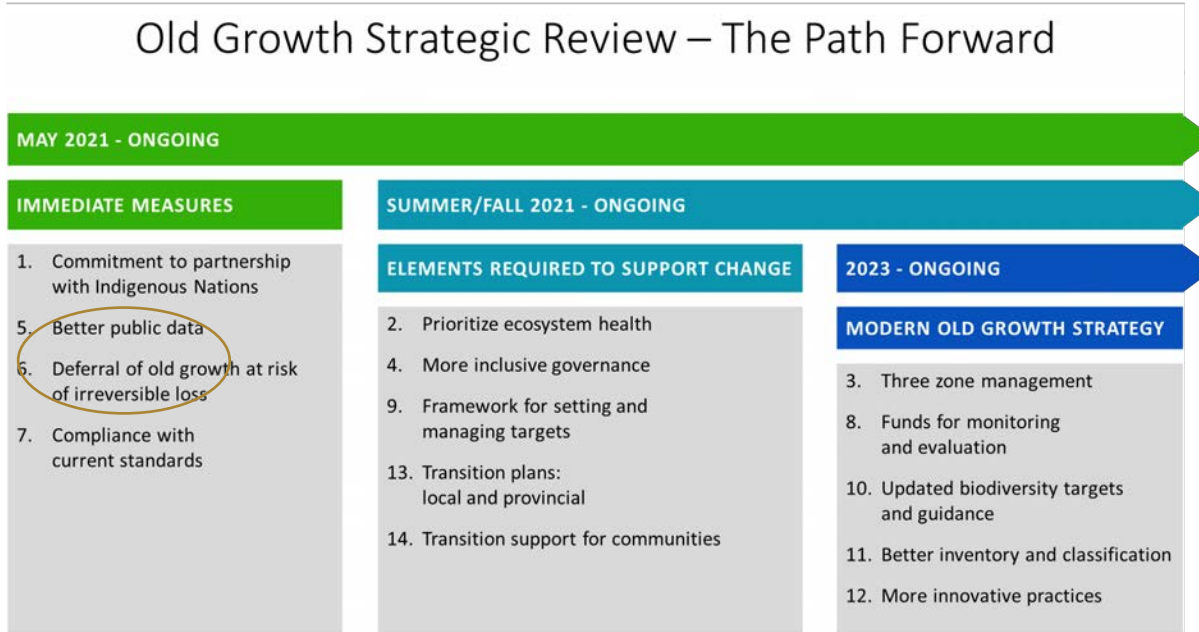 Old Growth Strategic Review – The Path Forward
MAY 2021 - ONGOING
IMMEDIATE MEASURES
1. Commitment to partnership
with Indigenous Nations
5. Better public data
6. Deferral of old growth at risk
of irreversible loss
7. Compliance with
current standards
SUMMER/FALL 2021 - ONGOING
ELEMENTS REQUIRED TO SUPPORT CHANGE
2. Prioritize ecosystem health
4. More inclusive governance
9. Framework for setting and
managing targets
13. Transition plans:
local and provincial
14. Transition support for communities
2023 - ONGOING
MODERN OLD GROWTH STRATEGY
3. Three zone management
8. Funds for monitoring
and evaluation
10. Updated biodiversity targets
and guidance
11. Better inventory and classification
12. More innovative practices